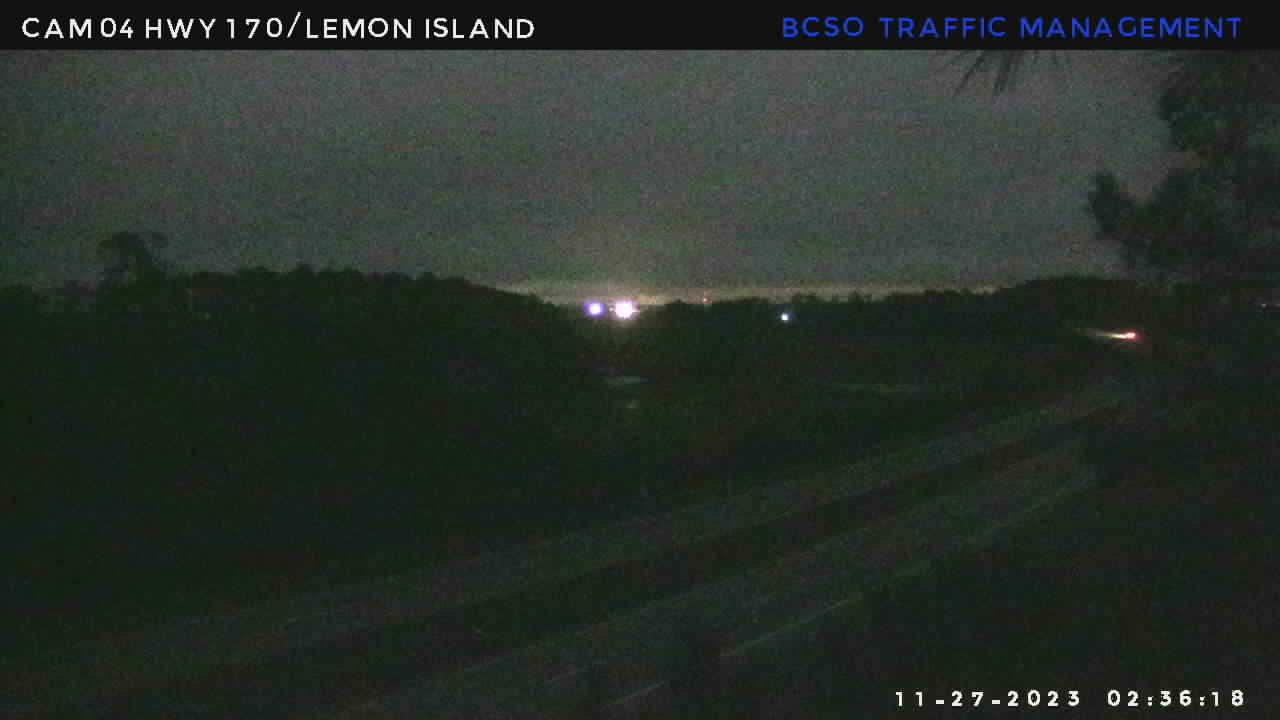 CAM04 HWY 170/LEMON ISLAND
BCSO TRAFFIC MANAGEMENT
11-27-2023 02:36:18